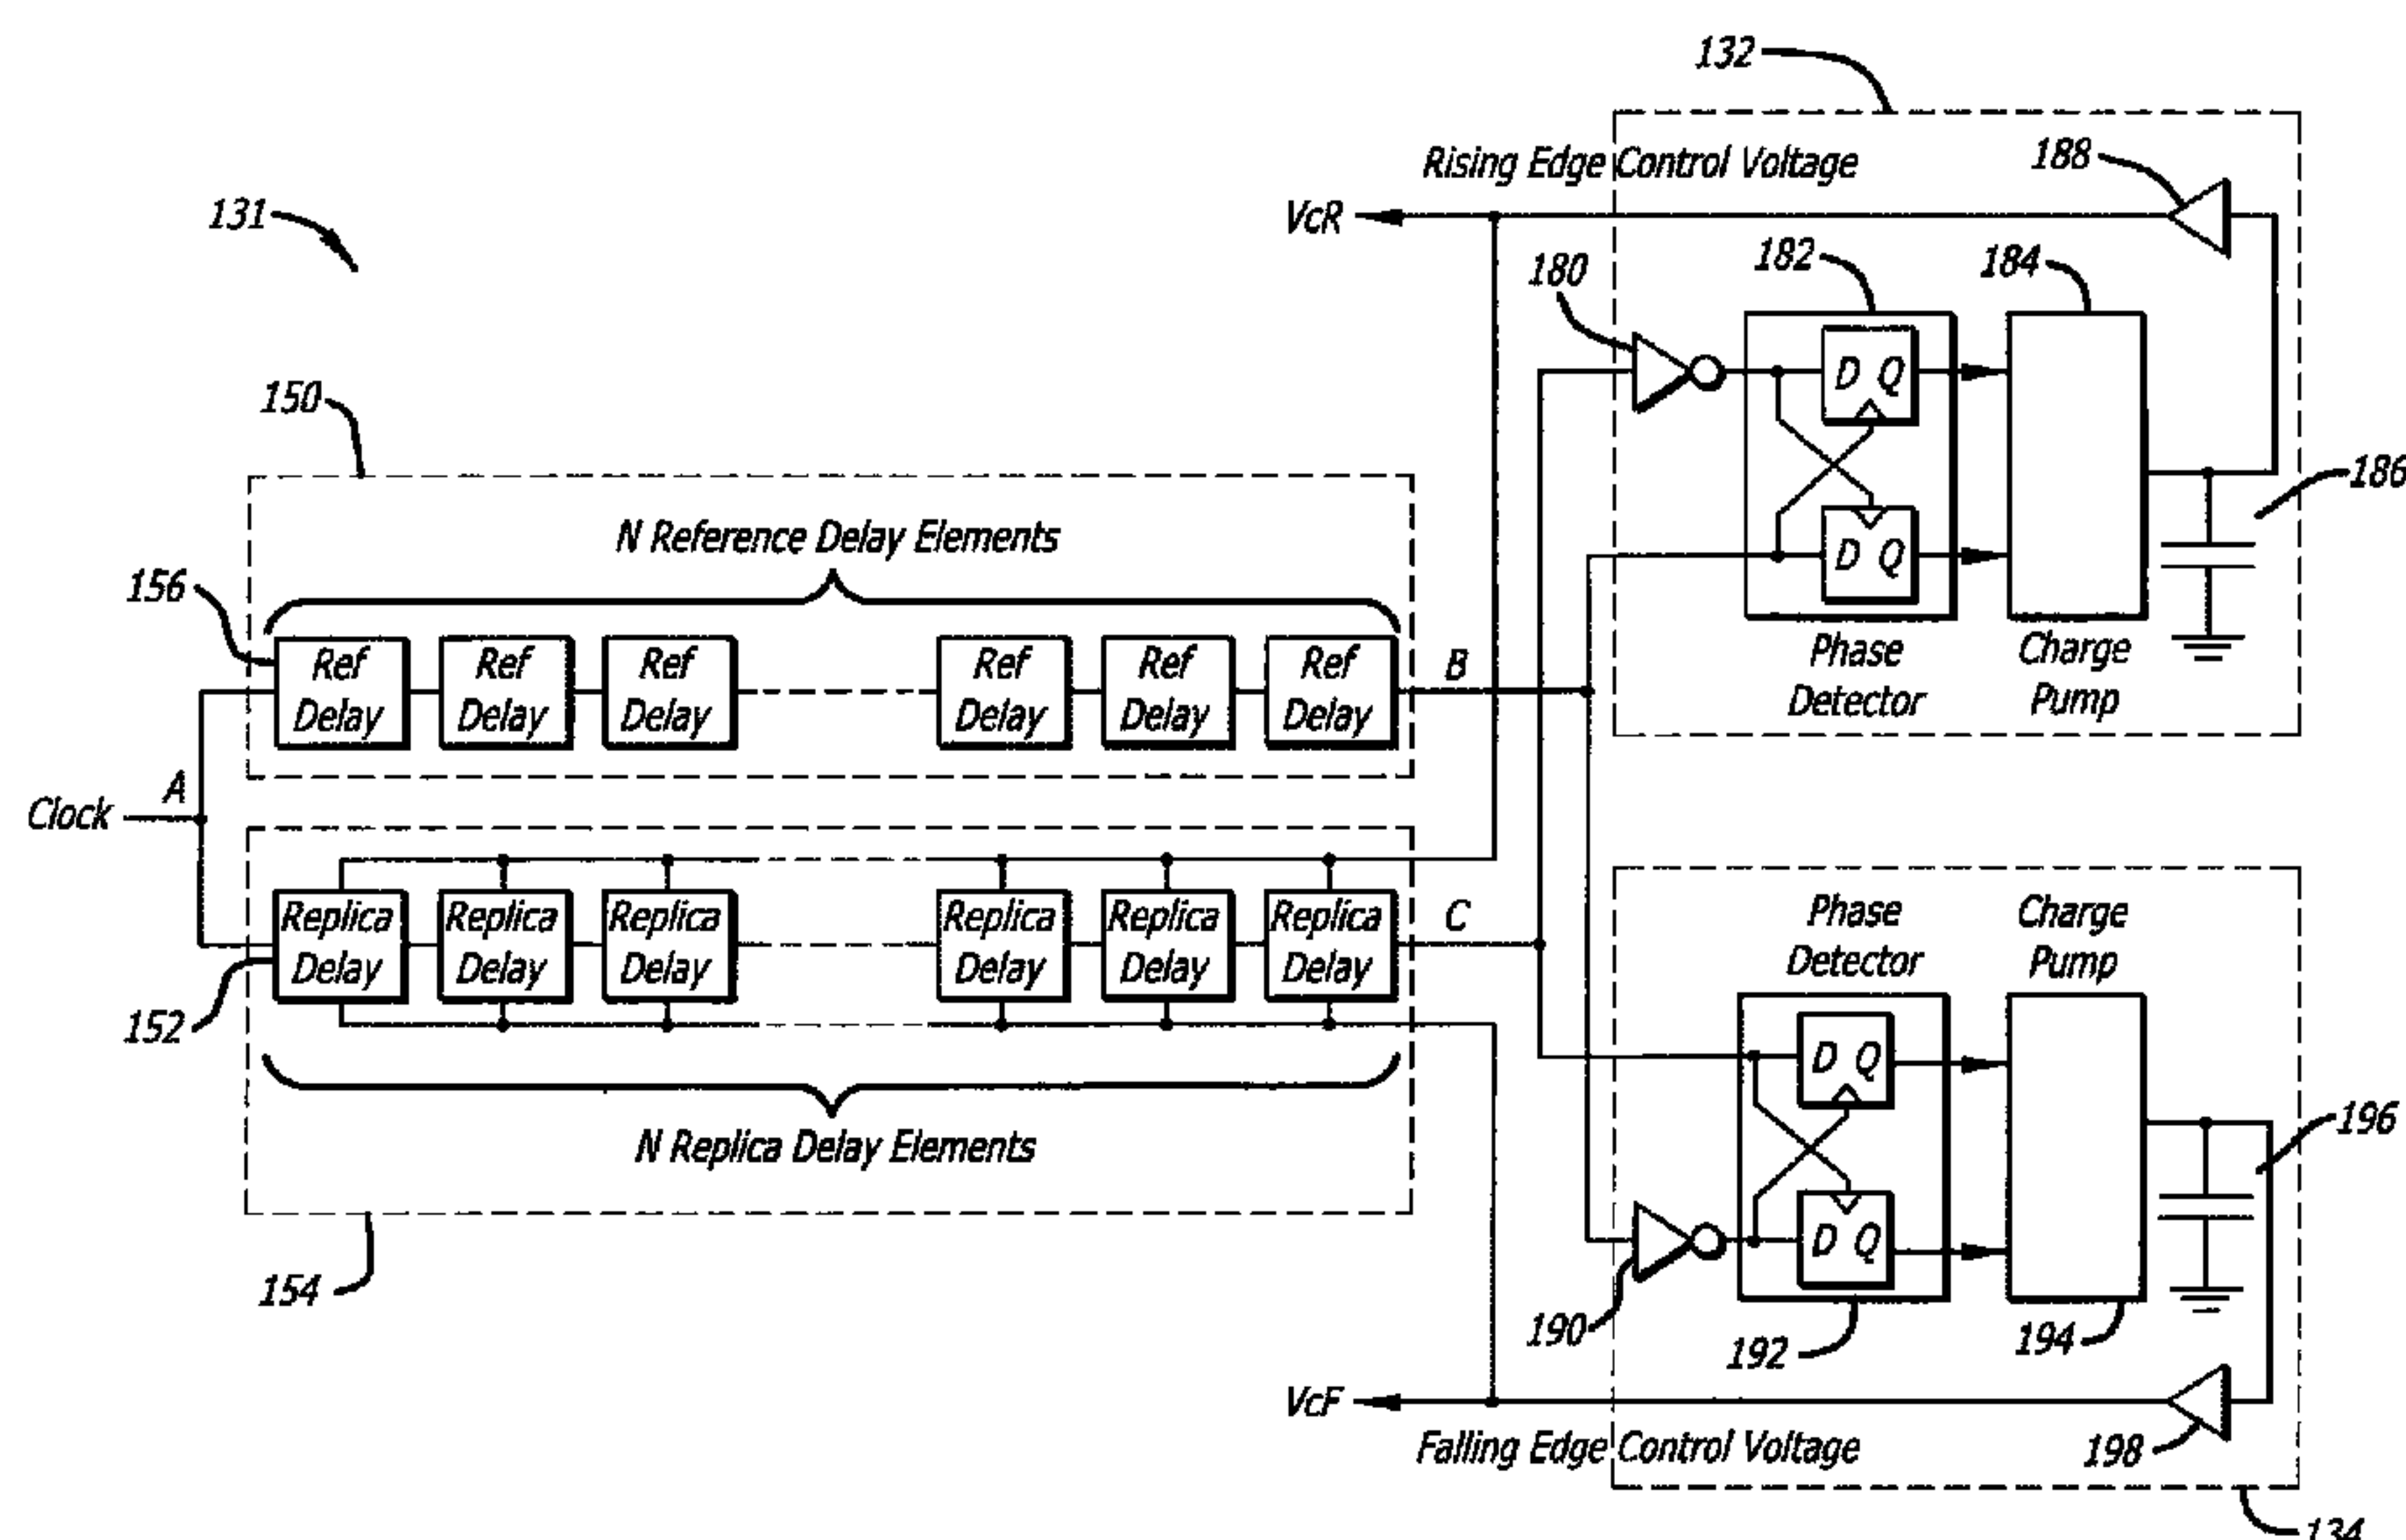 132
Rising Edge Control Voltage
188
131
VcR
180
182
184
D Q
186
150
N Reference Delay Elements
D Q
156
Ref Delay
Ref Delay
Ref Delay
Ref Delay
Ref Delay
Ref Delay
B
Phase Detector
Charge Pump
A
Clock
Replica Delay
Replica Delay
Replica Delay
Replica Delay
Replica Delay
Replica Delay
C
Phase Detector
Charge Pump
152
D Q
196
N Replica Delay Elements
D Q
154
190
192
194
VcF
Falling Edge Control Voltage
198
134